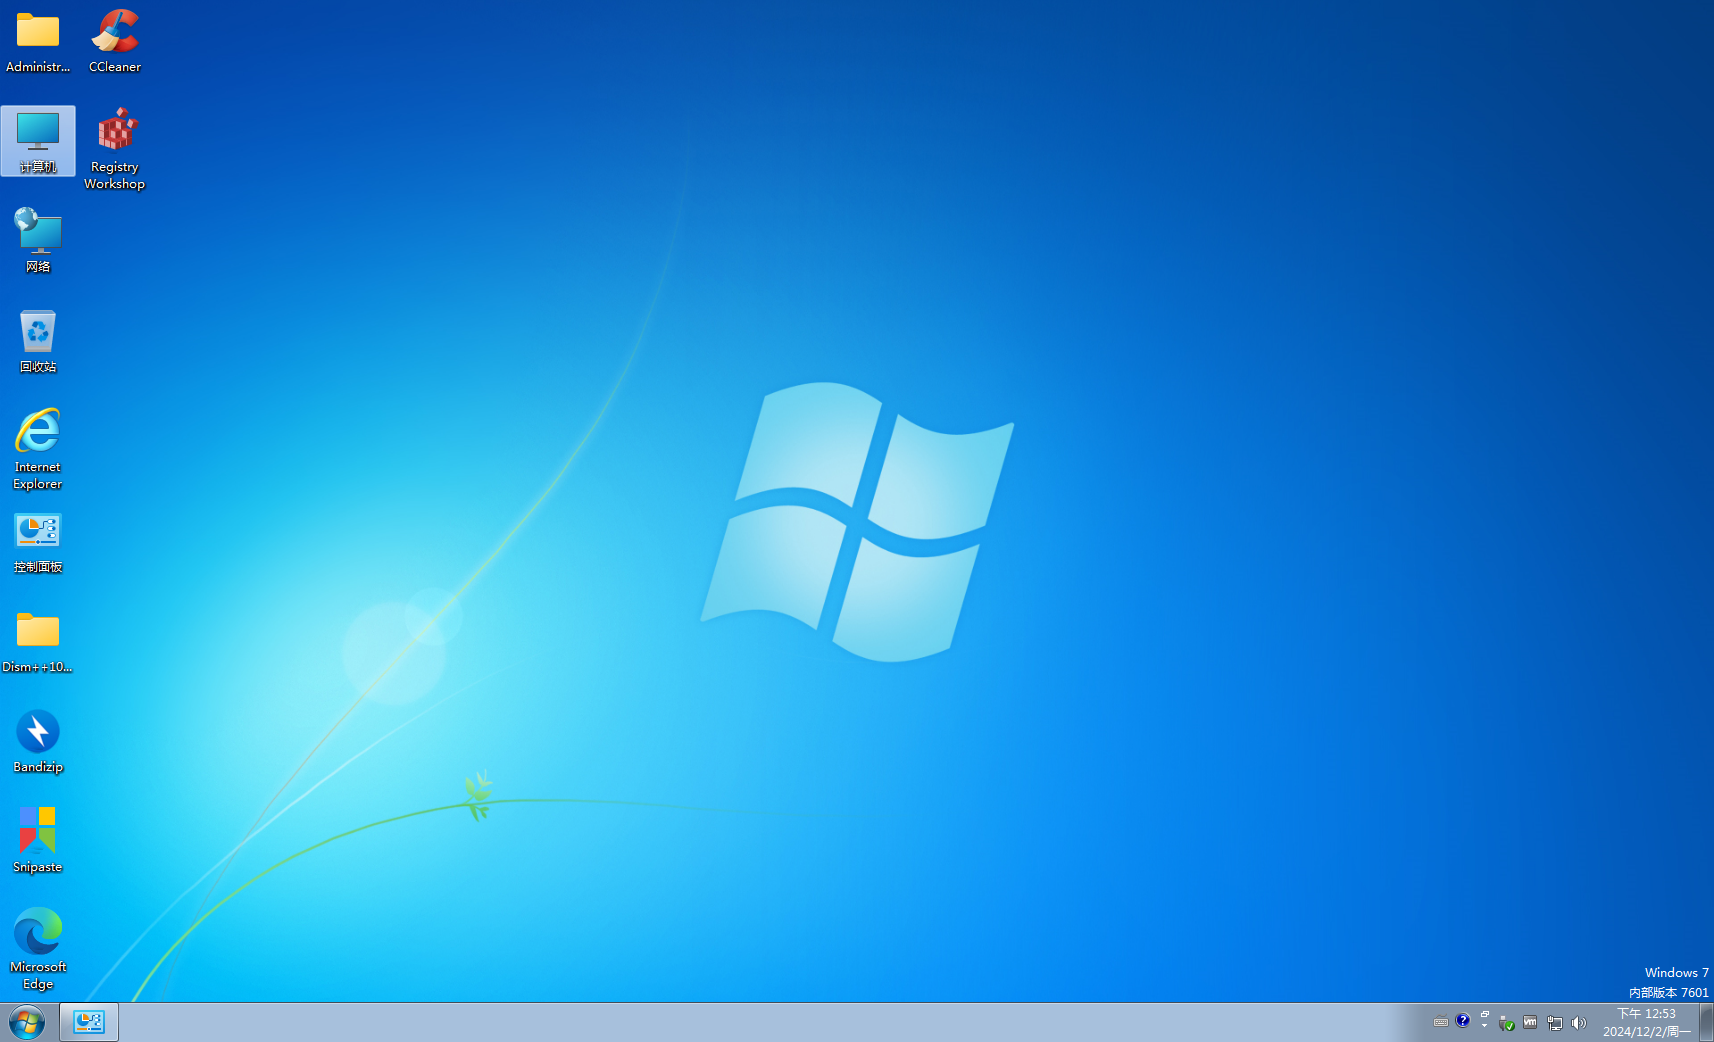 Administr...
CCleaner
计算机
Registry
Workshop
网络
回收站
Internet
Explorer
控制面板
Dism++10...
Bandizip
Snipaste
Microsoft
Edge
Windows 7
内部版本 7601
下午 12:53
2024/12/2/周一